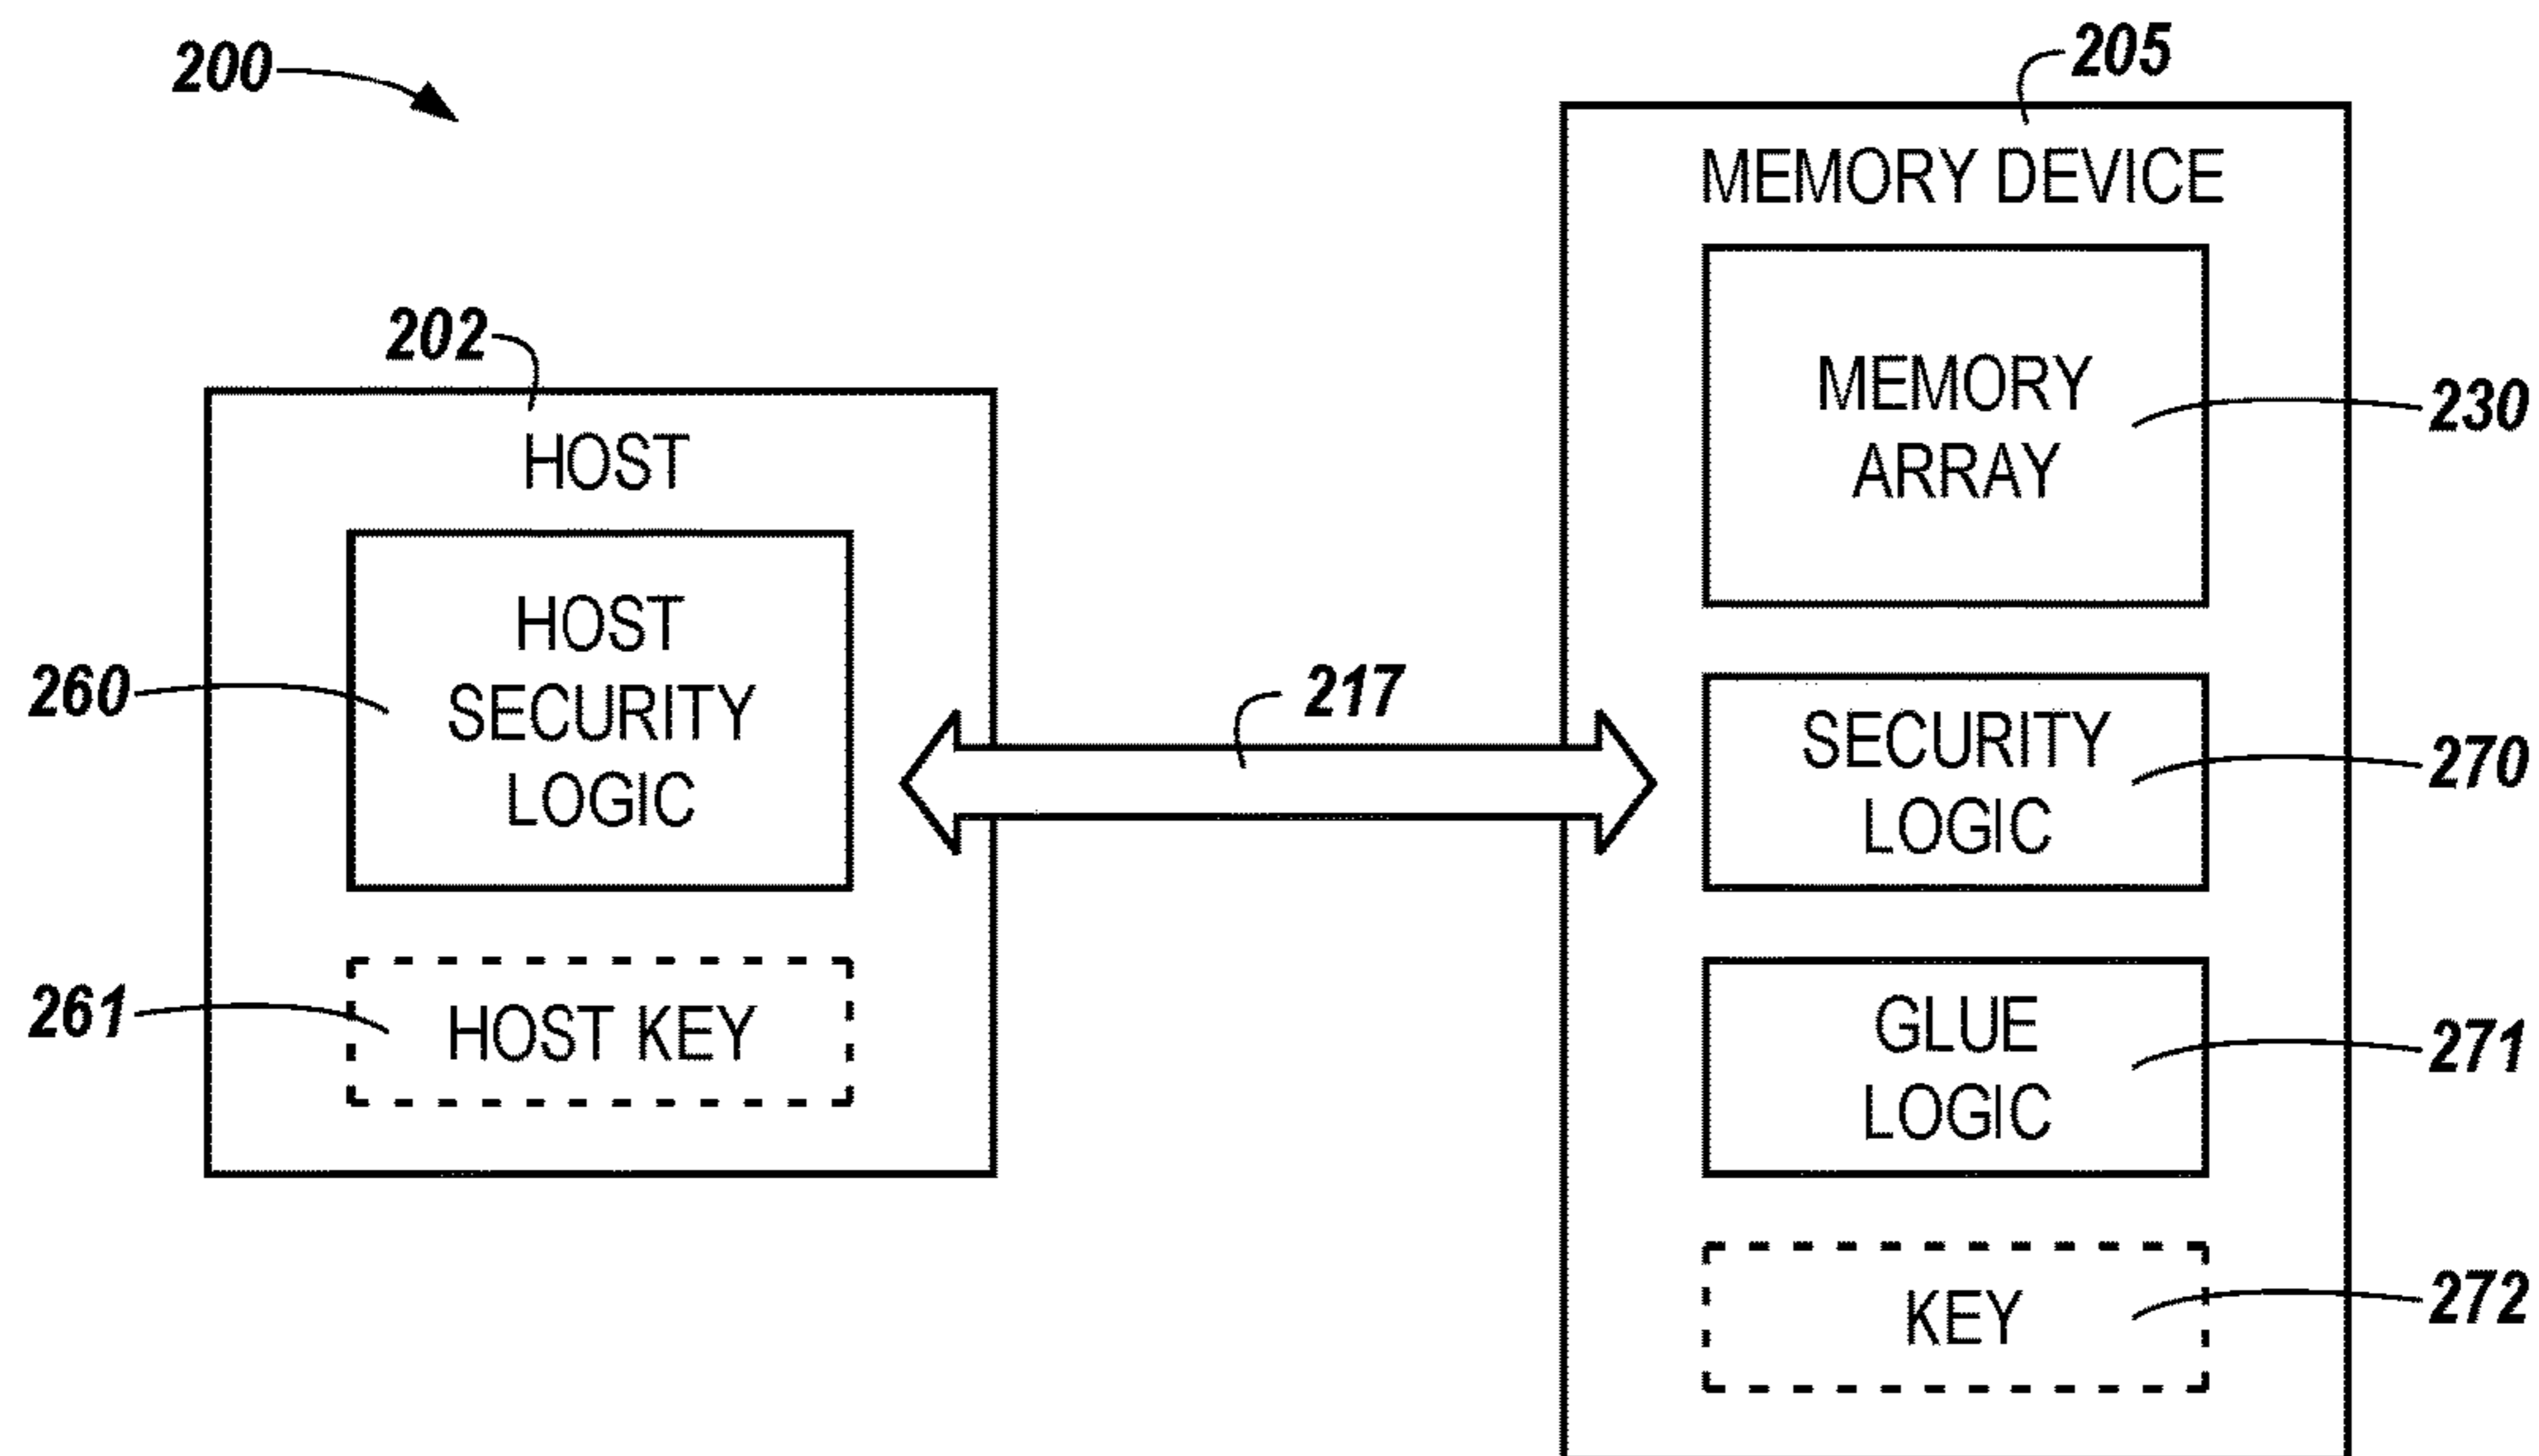 200
205
MEMORY DEVICE
MEMORY
ARRAY
230
202
HOST
HOST
SECURITY
LOGIC
260
217
SECURITY
LOGIC
270
261
HOST KEY
GLUE
LOGIC
271
KEY
272